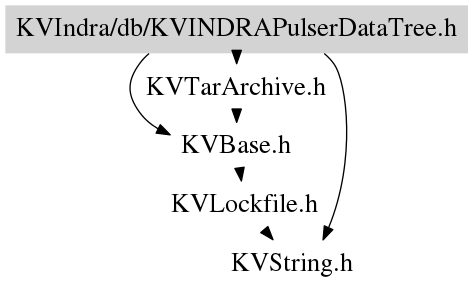 KVIndra/db/KVINDRAPulserDataTree.h
KVTarArchive.h
KVBase.h
KVLockfile.h
KVString.h